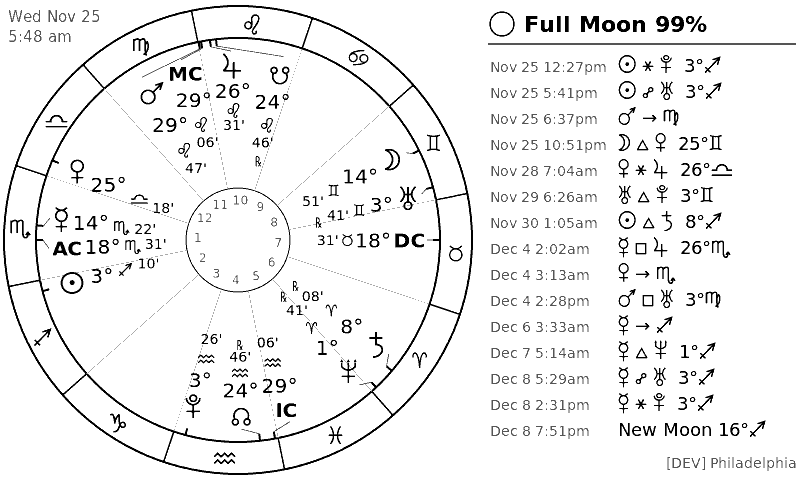 Wed Nov 25
5:48 am
Full Moon 99%
Nov 25 12:27pm ☉ ⚹ ♇ 3°♐
Nov 25 5:41pm ☉ ☍ ♅ 3°♐
Nov 25 6:37pm ♂ → ♍
Nov 25 10:51pm ☽ △ ♀ 25°♊
Nov 28 7:04am ♀ ⚹ ♃ 26°♎
Nov 29 6:26am ♅ △ ♇ 3°♊
Nov 30 1:05am ☉ △ ♄ 8°♐
Dec 4 2:02am ☿ □ ♃ 26°♏
Dec 4 3:13am ♀ → ♏
Dec 4 2:28pm ♂ □ ♅ 3°♍
Dec 6 3:33am ☿ → ♐
Dec 7 5:14am ☿ △ ♆ 1°♐
Dec 8 5:29am ☿ ☍ ♅ 3°♐
Dec 8 2:31pm ☿ ⚹ ♇ 3°♐
Dec 8 7:51pm New Moon 16°♐
[DEV] Philadelphia
♌
♍
♋
♎
♊
♏
♉
♐
♈
♑
♒
♓
MC 29° ♌ 06'
♂ 29° ♌ 47'
♃ 26° ♌ 31'
☋ 24° ♌ 46' ℞
♀ 25° ♎ 18'
☿ 14° ♏ 22'
AC 18° ♏ 31'
☉ 3° ♐ 10'
☽ 14° ♊ 51'
♅ 3° ♊ 41' ℞
DC 18° ♉ 31'
♄ 8° ♈ 08' ℞
♆ 1° ♈ 41' ℞
♇ 3° ♒ 26'
☊ 24° ♒ 46' ℞
IC 29° ♒ 06'
1
2
3
4
5
6
7
8
9
10
11
12